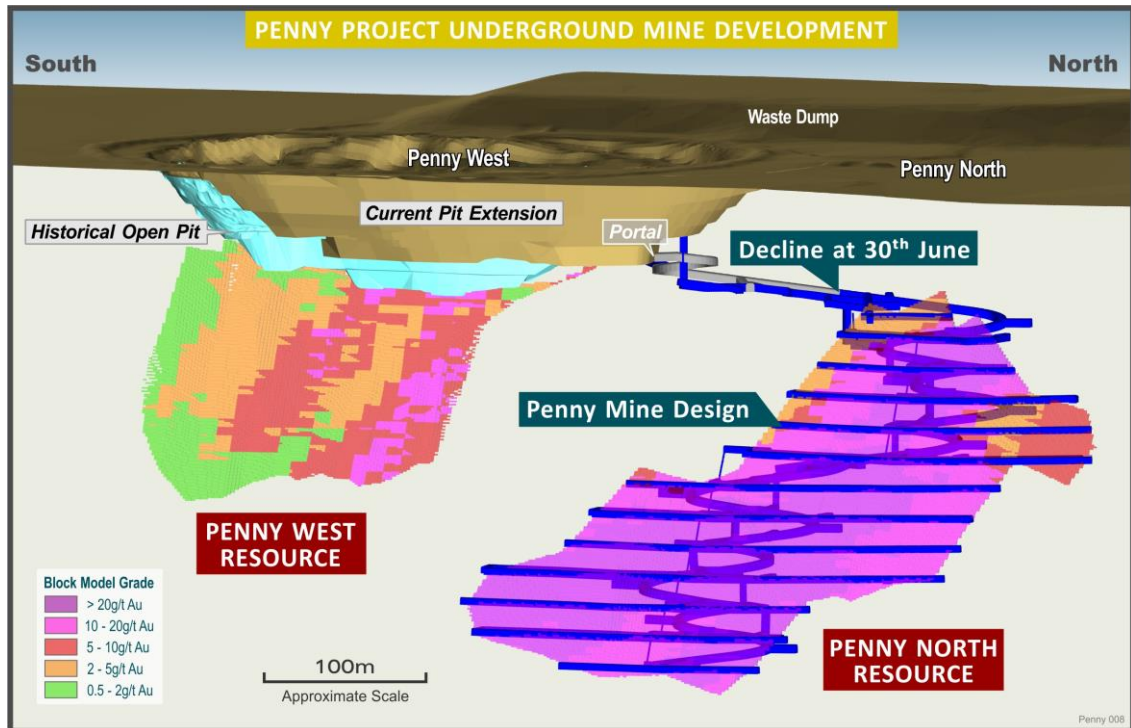 PENNY PROJECT UNDERGROUND MINE DEVELOPMENT
South
North
Waste Dump
Penny West
Penny North
Current Pit Extension
Historical Open Pit
Portal
Decline at 30th June
Penny Mine Design
PENNY WEST
RESOURCE
PENNY NORTH
RESOURCE
Block Model Grade
> 20g/t Au
10 - 20g/t Au
5 - 10g/t Au
2 - 5g/t Au
0.5 - 2g/t Au
100m
Approximate Scale
Penny 008